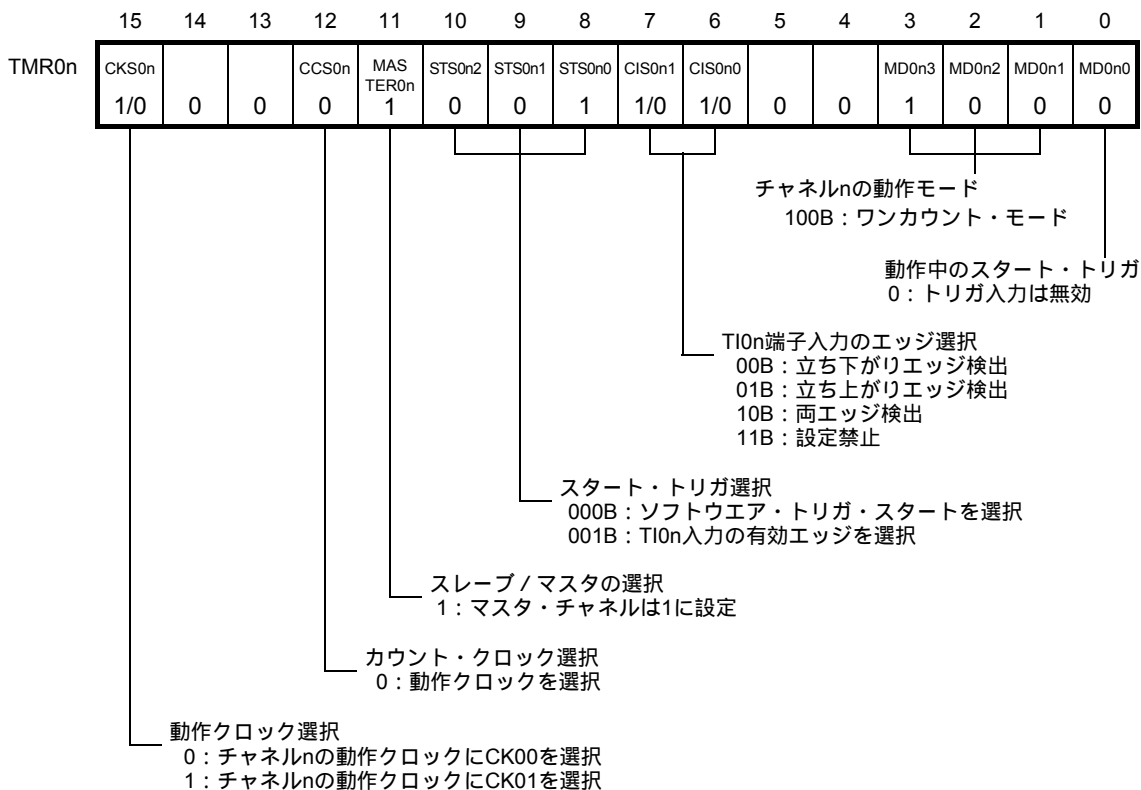 15 14 13 12 11 10 9 8 7 6 5 4 3 2 1 0
TMR0n CKS0n CCS0n MAS TER0n STS0n2 STS0n1 STS0n0 CIS0n1 CIS0n0 MD0n3 MD0n2 MD0n1 MD0n0
1/0 0 0 0 1 0 0 1 1/0 1/0 0 0 1 0 0 0
チャネルnの動作モード
100B：ワンカウント・モード
動作中のスタート・トリガ
0：トリガ入力は無効
TI0n端子入力のエッジ選択
00B：立ち下がりエッジ検出
01B：立ち上がりエッジ検出
10B：両エッジ検出
11B：設定禁止
スタート・トリガ選択
000B：ソフトウエア・トリガ・スタートを選択
001B：TI0n入力の有効エッジを選択
スレーブ／マスタの選択
1：マスタ・チャネルは1に設定
カウント・クロック選択
0：動作クロックを選択
動作クロック選択
0：チャネルnの動作クロックにCK00を選択
1：チャネルnの動作クロックにCK01を選択